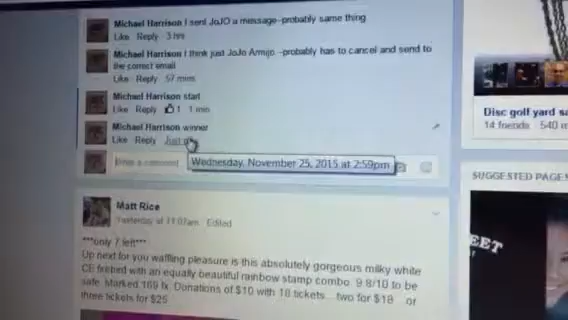 Michael Harrison I sent JoJO a message-probably same thing
Like Reply 3 hrs
Michael Harrison I think just JoJo Armijo -probably has to cancel and send to
the correct email
Like Reply 57 mins
Michael Harrison start
Like Reply 1 1 min
Michael Harrison winner
Like Reply Just
Write a comment
Wednesday, November 25, 2015 at 2:59pm
Matt Rice
Yesterday at 11:07am Edited
***only 7 left***
Up next for you waffling pleasure is this absolutely gorgeous milky white
CE firebird with an equally beautiful rainbow stamp combo. 9 8/10 to be
safe. Marked 169 fx. Donations of $10 with 18 tickets... two for $18 or
three tickets for $25
Disc golf yard
14 friends 540
SUGGESTED PAGES
EET